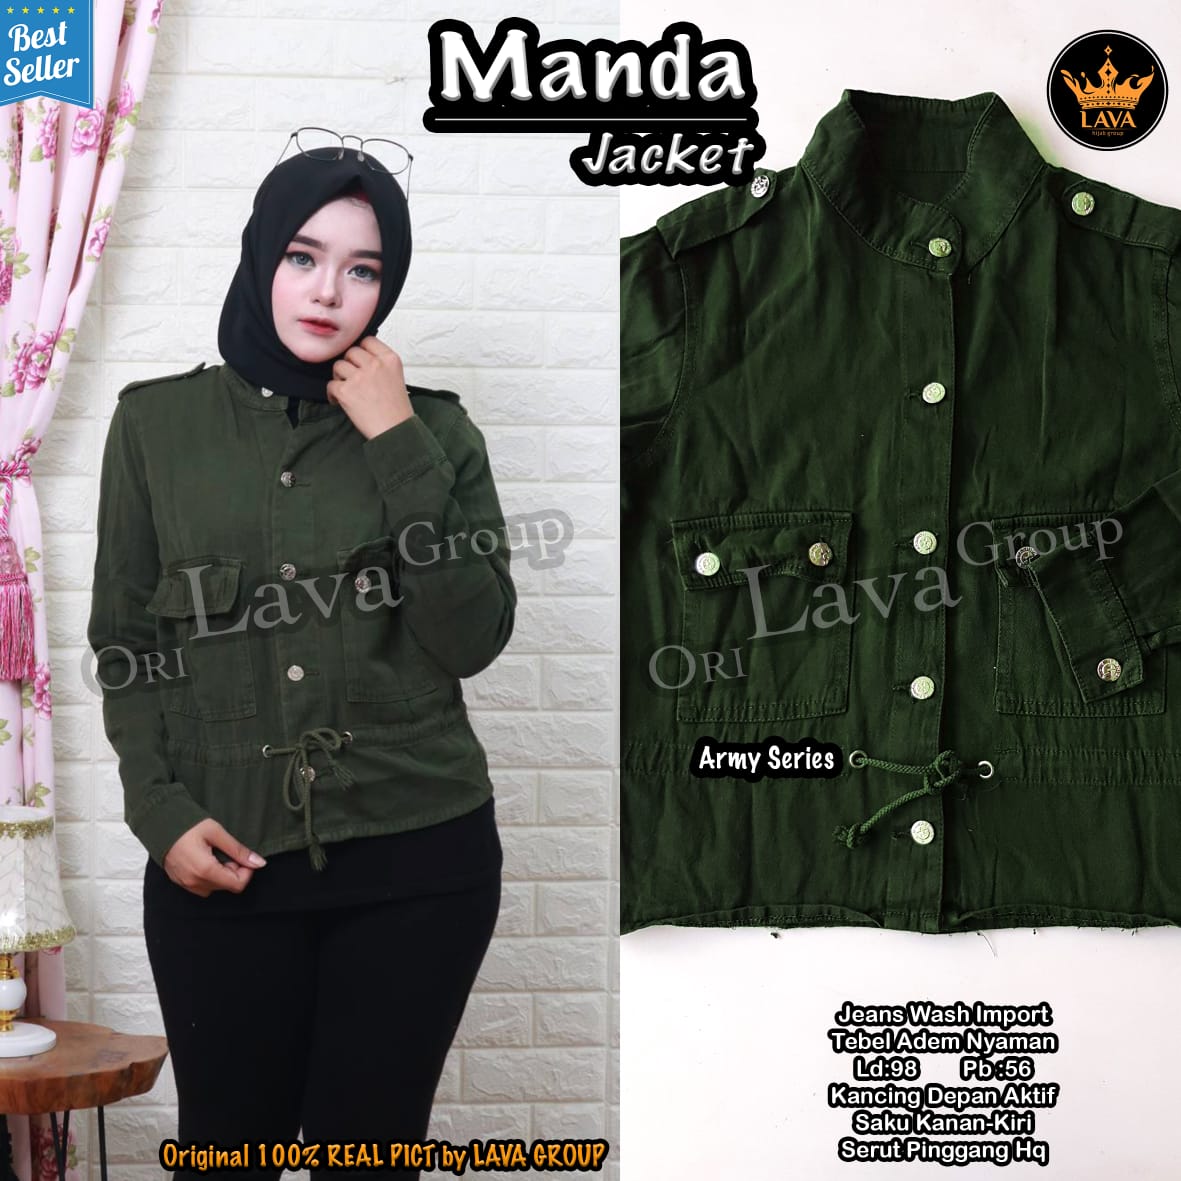 Best
Seller
Manda
Jacket
LAVA
hijab group
Ori Lava Group
Ori Lava Group
Army Series
Jeans Wash Import
Tebel Adem Nyaman
Ld:98 Pb :56
Kancing Depan Aktif
Saku Kanan-Kiri
Serut Pinggang Hq
Original 100% REAL PICT by LAVA GROUP